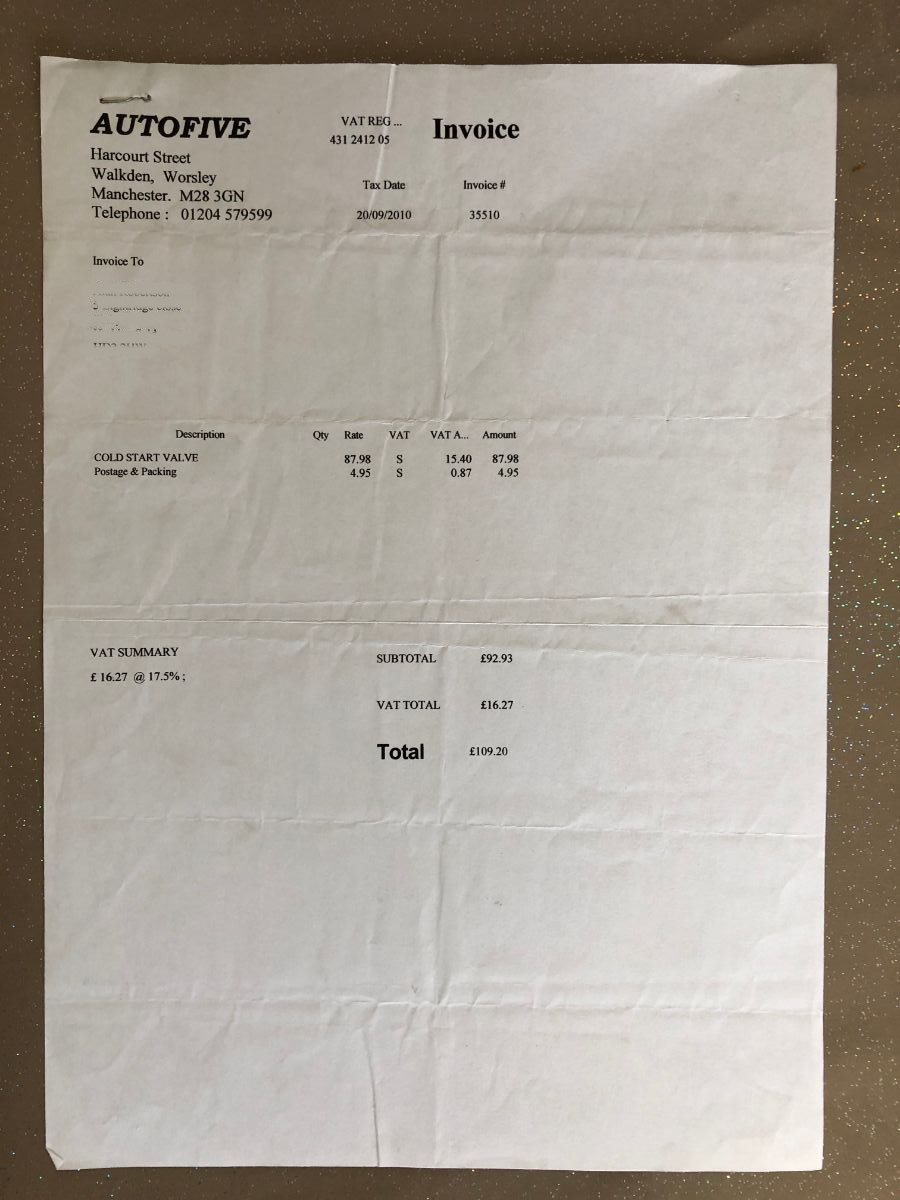 AUTOFIVE
Harcourt Street
Walkden, Worsley
Manchester. M28 3GN
Telephone : 01204 579599
VAT REG ...
431 2412 05
Invoice
Tax Date Invoice #
20/09/2010 35510
Invoice To
Description Qty Rate VAT VAT A... Amount
COLD START VALVE 87.98 S 15.40 87.98
Postage & Packing 4.95 S 0.87 4.95
VAT SUMMARY
£ 16.27 @ 17.5% ;
SUBTOTAL £92.93
VAT TOTAL £16.27
Total £109.20